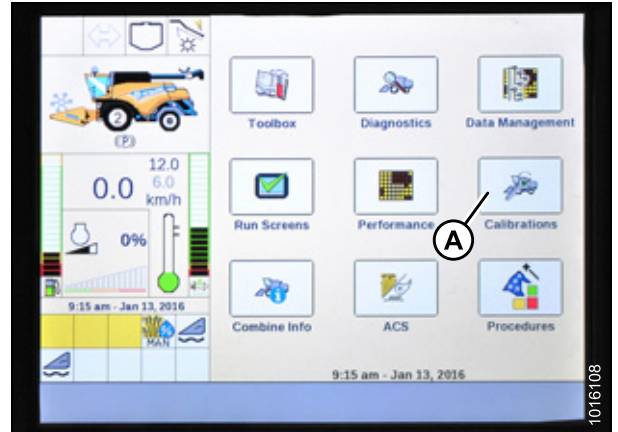 Toolbox
Diagnostics
Data Management
2
(P)
12.0
0.0
6.0
km/h
Run Screens
Performance
Calibrations
A
0%
9:15 am - Jan 13, 2016
MAN
Combine Info
ACS
Procedures
9:15 am - Jan 13, 2016
1016108